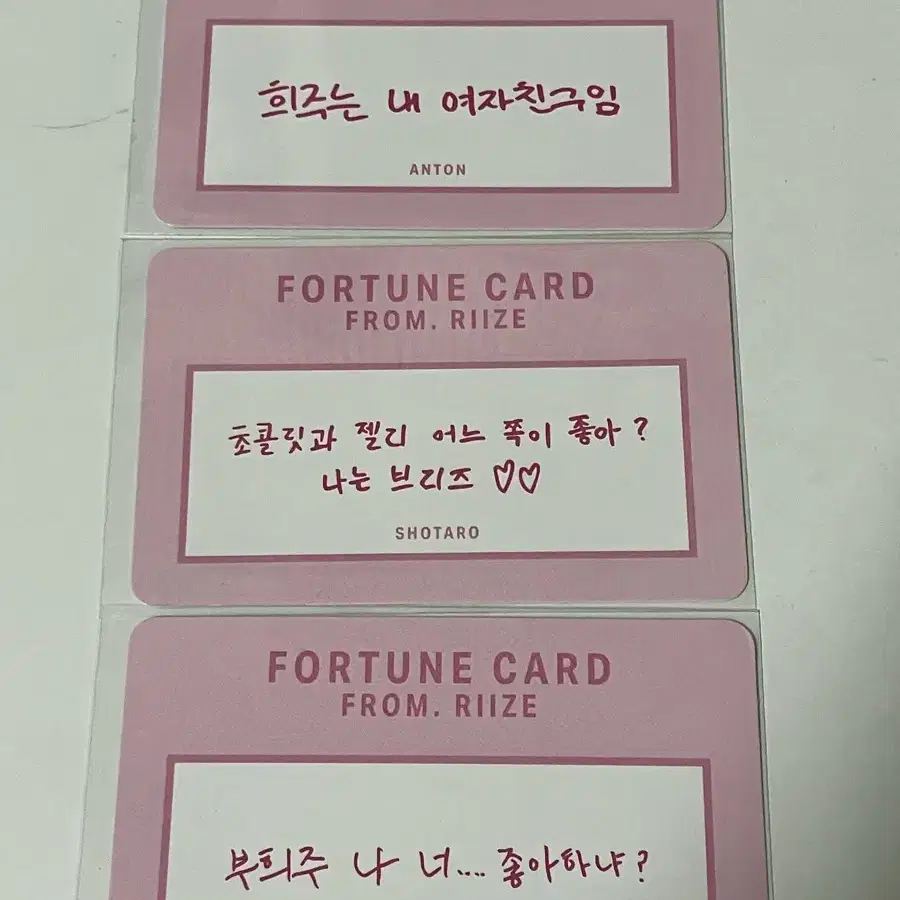 희주는 내 여자친구임
ANTON
FORTUNE CARD
FROM. RIIZE
초콜릿과 젤리 어느 쪽이 좋아?
나는 브리즈 ♡♡
SHOTARO
FORTUNE CARD
FROM. RIIZE
부희주 나 너.... 좋아하냐?